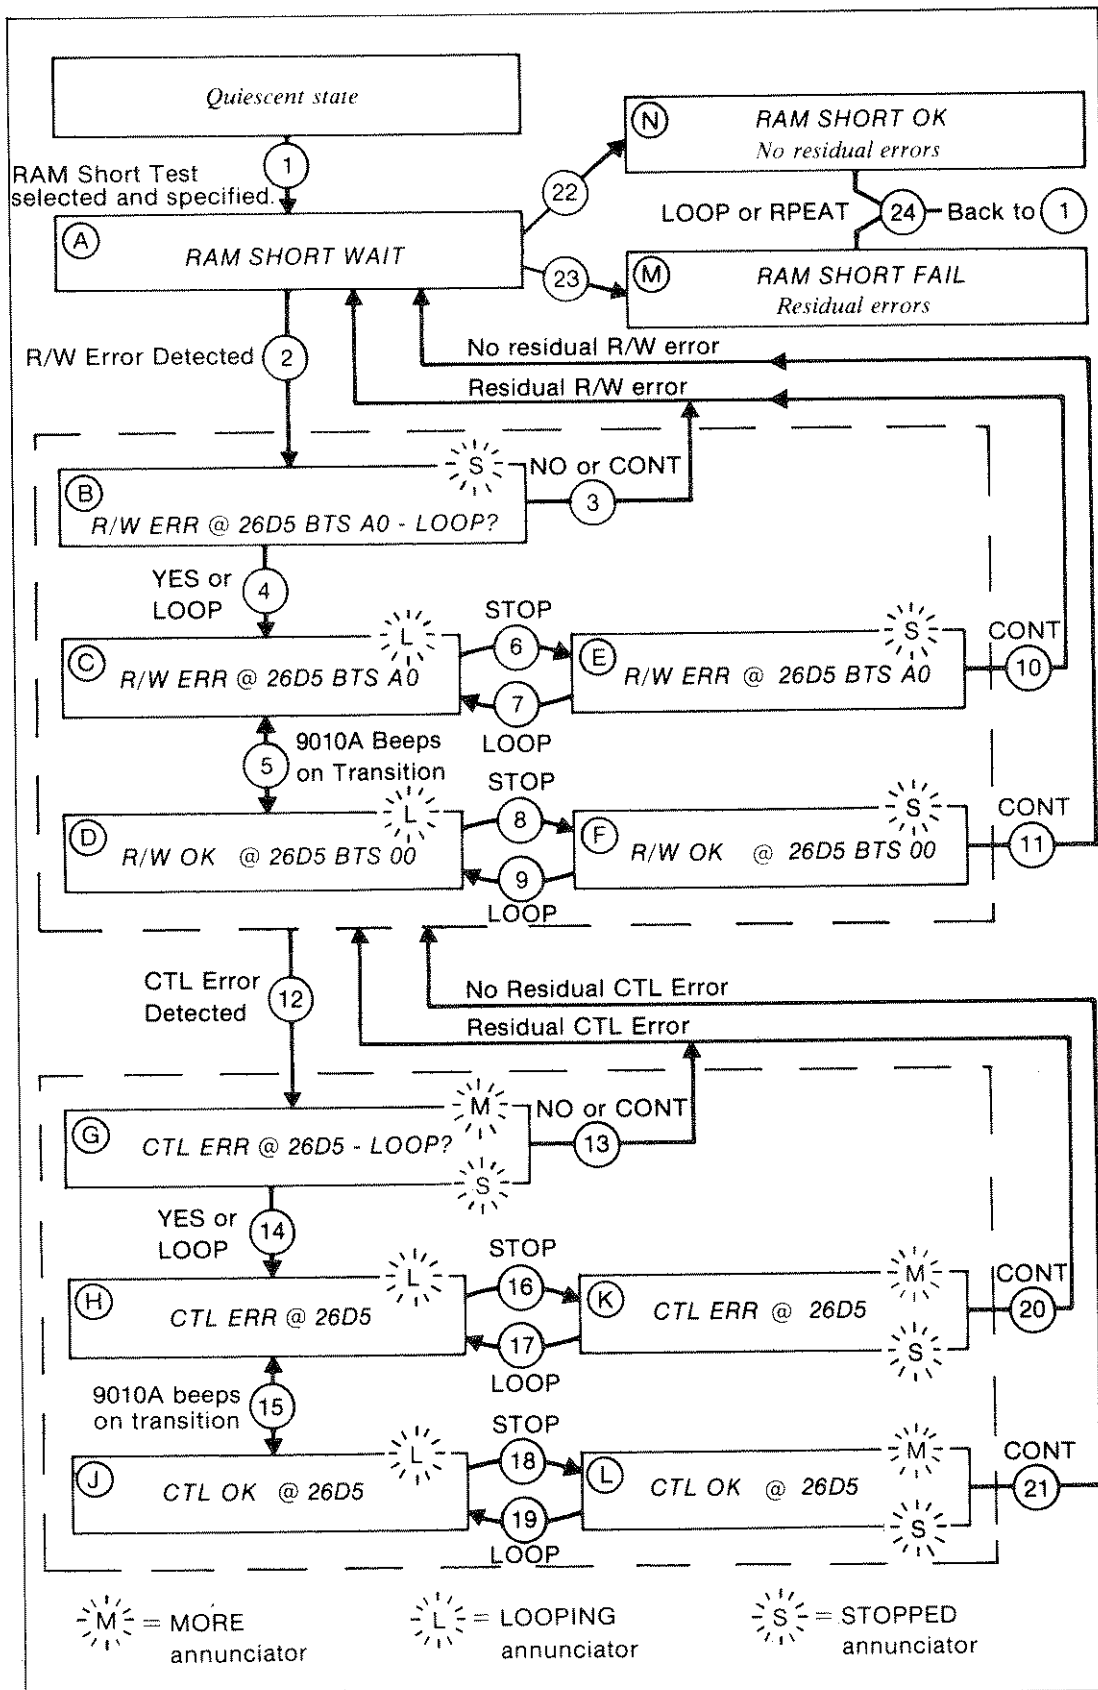 Quiescent state
1
RAM Short Test
selected and specified.
A
RAM SHORT WAIT
22
23
N
RAM SHORT OK
No residual errors
LOOP or RPEAT
24
Back to 1
M
RAM SHORT FAIL
Residual errors
R/W Error Detected
2
No residual R/W error
Residual R/W error
B
S
R/W ERR @ 26D5 BTS A0 - LOOP?
NO or CONT
3
YES or
LOOP
4
C
L
R/W ERR @ 26D5 BTS A0
STOP
6
7
LOOP
E
S
R/W ERR @ 26D5 BTS A0
CONT
10
5
9010A Beeps
on Transition
D
L
R/W OK @ 26D5 BTS 00
STOP
8
9
LOOP
F
S
R/W OK @ 26D5 BTS 00
CONT
11
CTL Error
Detected
12
No Residual CTL Error
Residual CTL Error
G
M
CTL ERR @ 26D5 - LOOP?
S
NO or CONT
13
YES or
LOOP
14
H
L
CTL ERR @ 26D5
STOP
16
17
LOOP
K
M
CTL ERR @ 26D5
S
CONT
20
9010A beeps
on transition
15
J
L
CTL OK @ 26D5
STOP
18
19
LOOP
L
M
CTL OK @ 26D5
S
CONT
21
M = MORE
annunciator
L = LOOPING
annunciator
S = STOPPED
annunciator